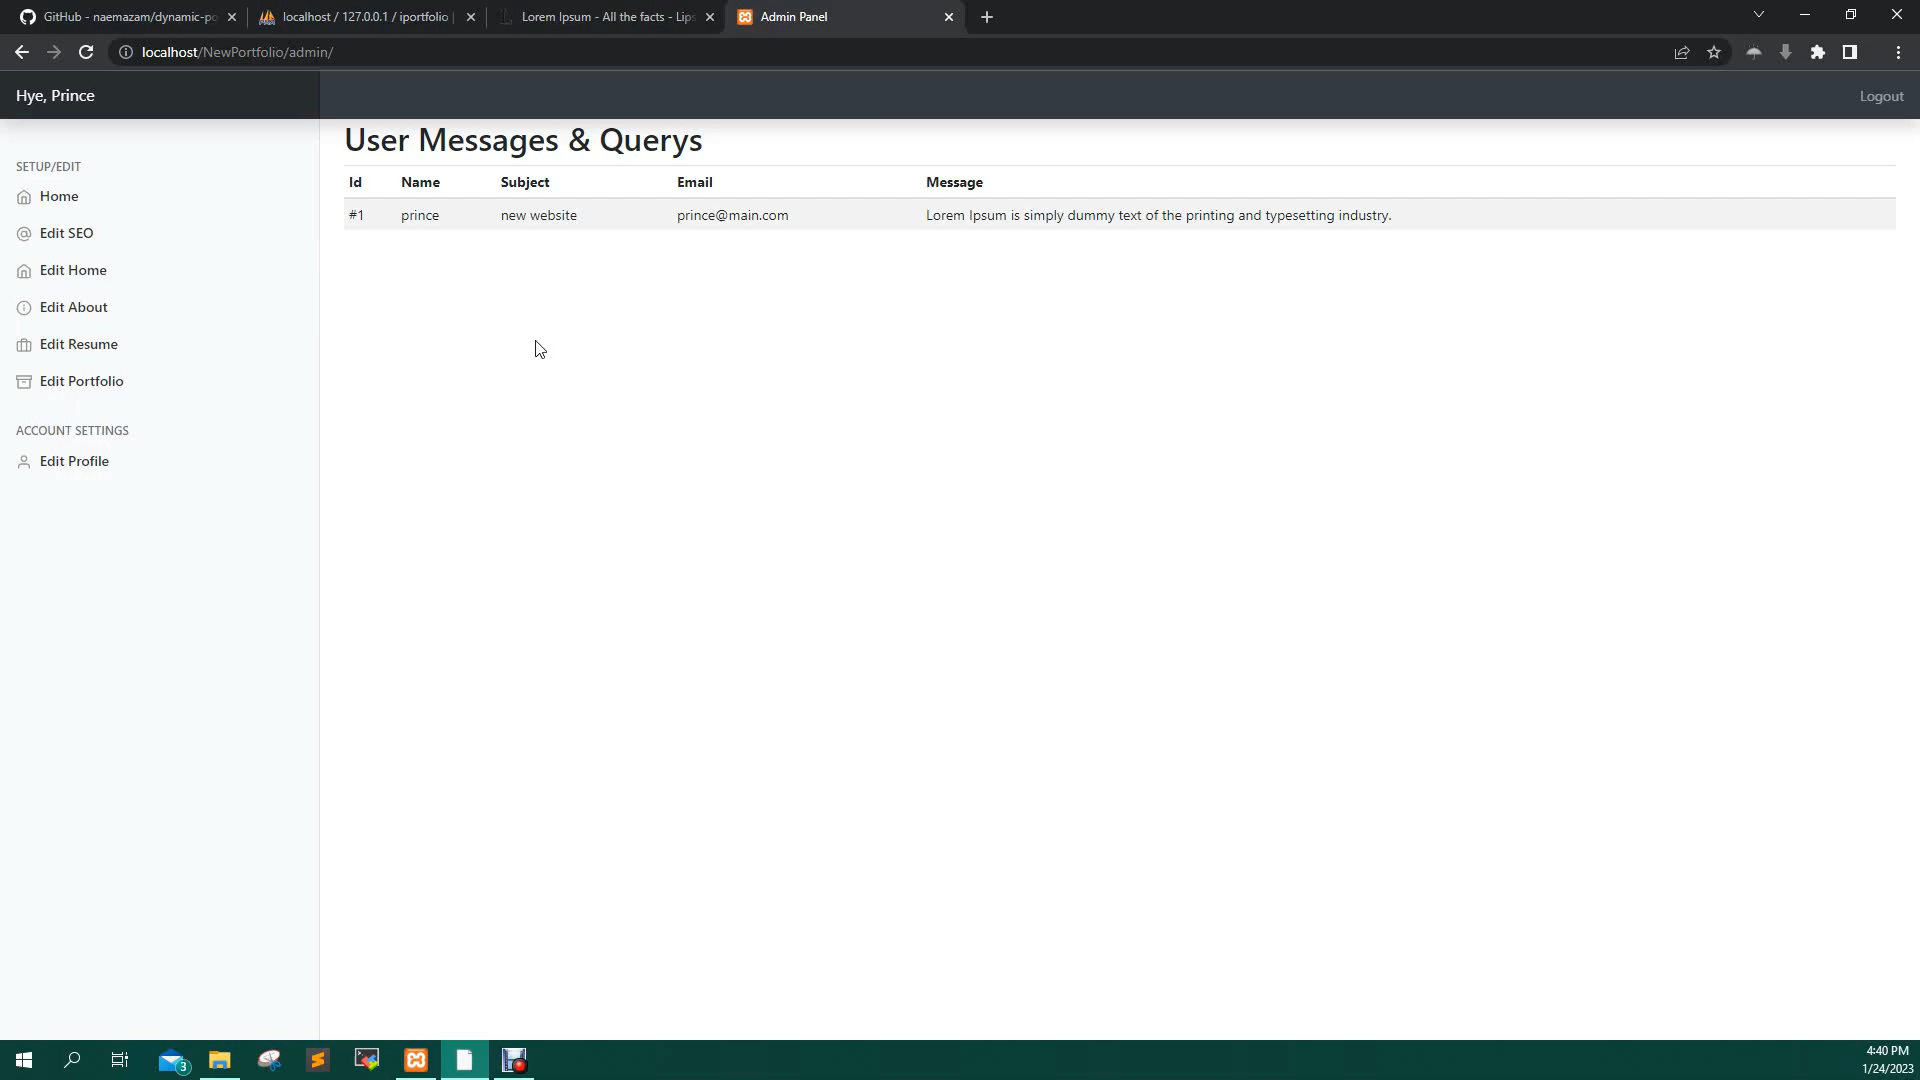 GitHub - naemazam/dynamic-po
localhost / 127.0.0.1 / iportfolio |
Lorem Ipsum - All the facts - Lips
Admin Panel
localhost/NewPortfolio/admin/
Hye, Prince
Logout
User Messages & Querys
SETUP/EDIT
Home
Edit SEO
Edit Home
Edit About
Edit Resume
Edit Portfolio
ACCOUNT SETTINGS
Edit Profile
Id Name Subject Email Message
#1 prince new website prince@main.com Lorem Ipsum is simply dummy text of the printing and typesetting industry.
3
4:40 PM
1/24/2023